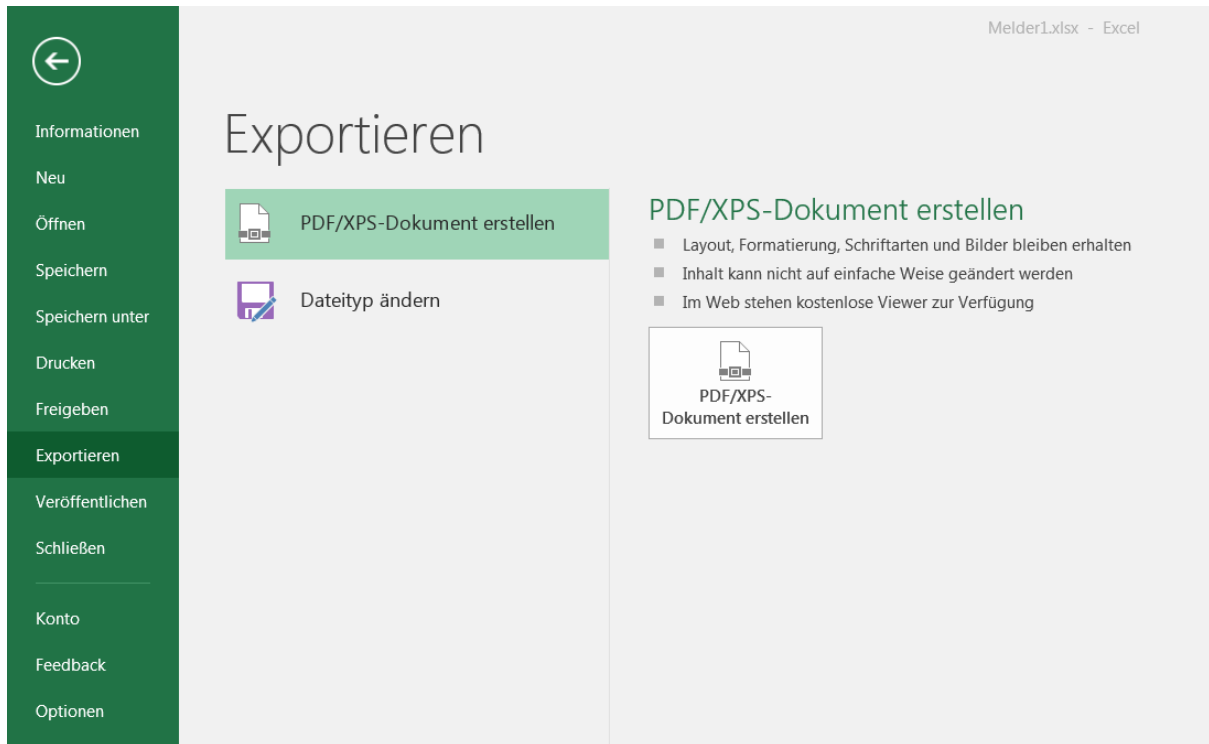 Melder1.xlsx - Excel
Informationen
Neu
Öffnen
Speichern
Speichern unter
Drucken
Freigeben
Exportieren
Veröffentlichen
Schließen
Konto
Feedback
Optionen
Exportieren
PDF/XPS-Dokument erstellen
Dateityp ändern
PDF/XPS-Dokument erstellen
Layout, Formatierung, Schriftarten und Bilder bleiben erhalten
Inhalt kann nicht auf einfache Weise geändert werden
Im Web stehen kostenlose Viewer zur Verfügung
PDF/XPS-
Dokument erstellen